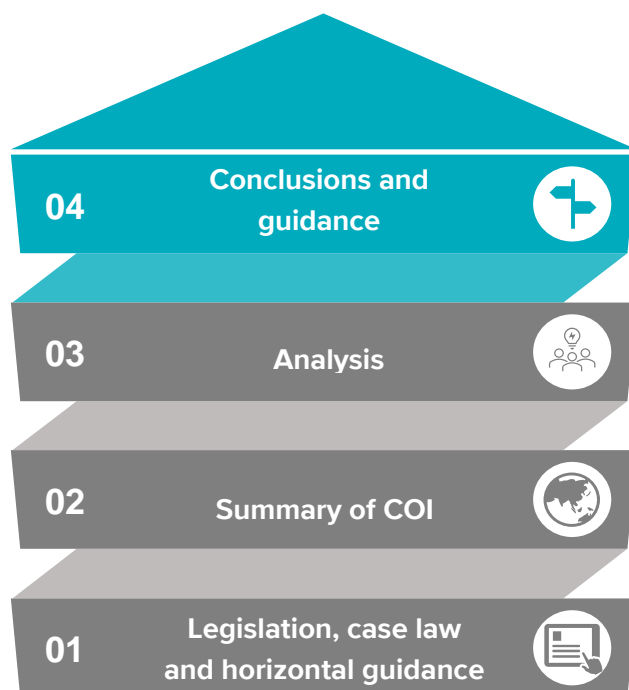 04
Conclusions and
guidance
03
Analysis
02
Summary of COI
01
Legislation, case law
and horizontal guidance